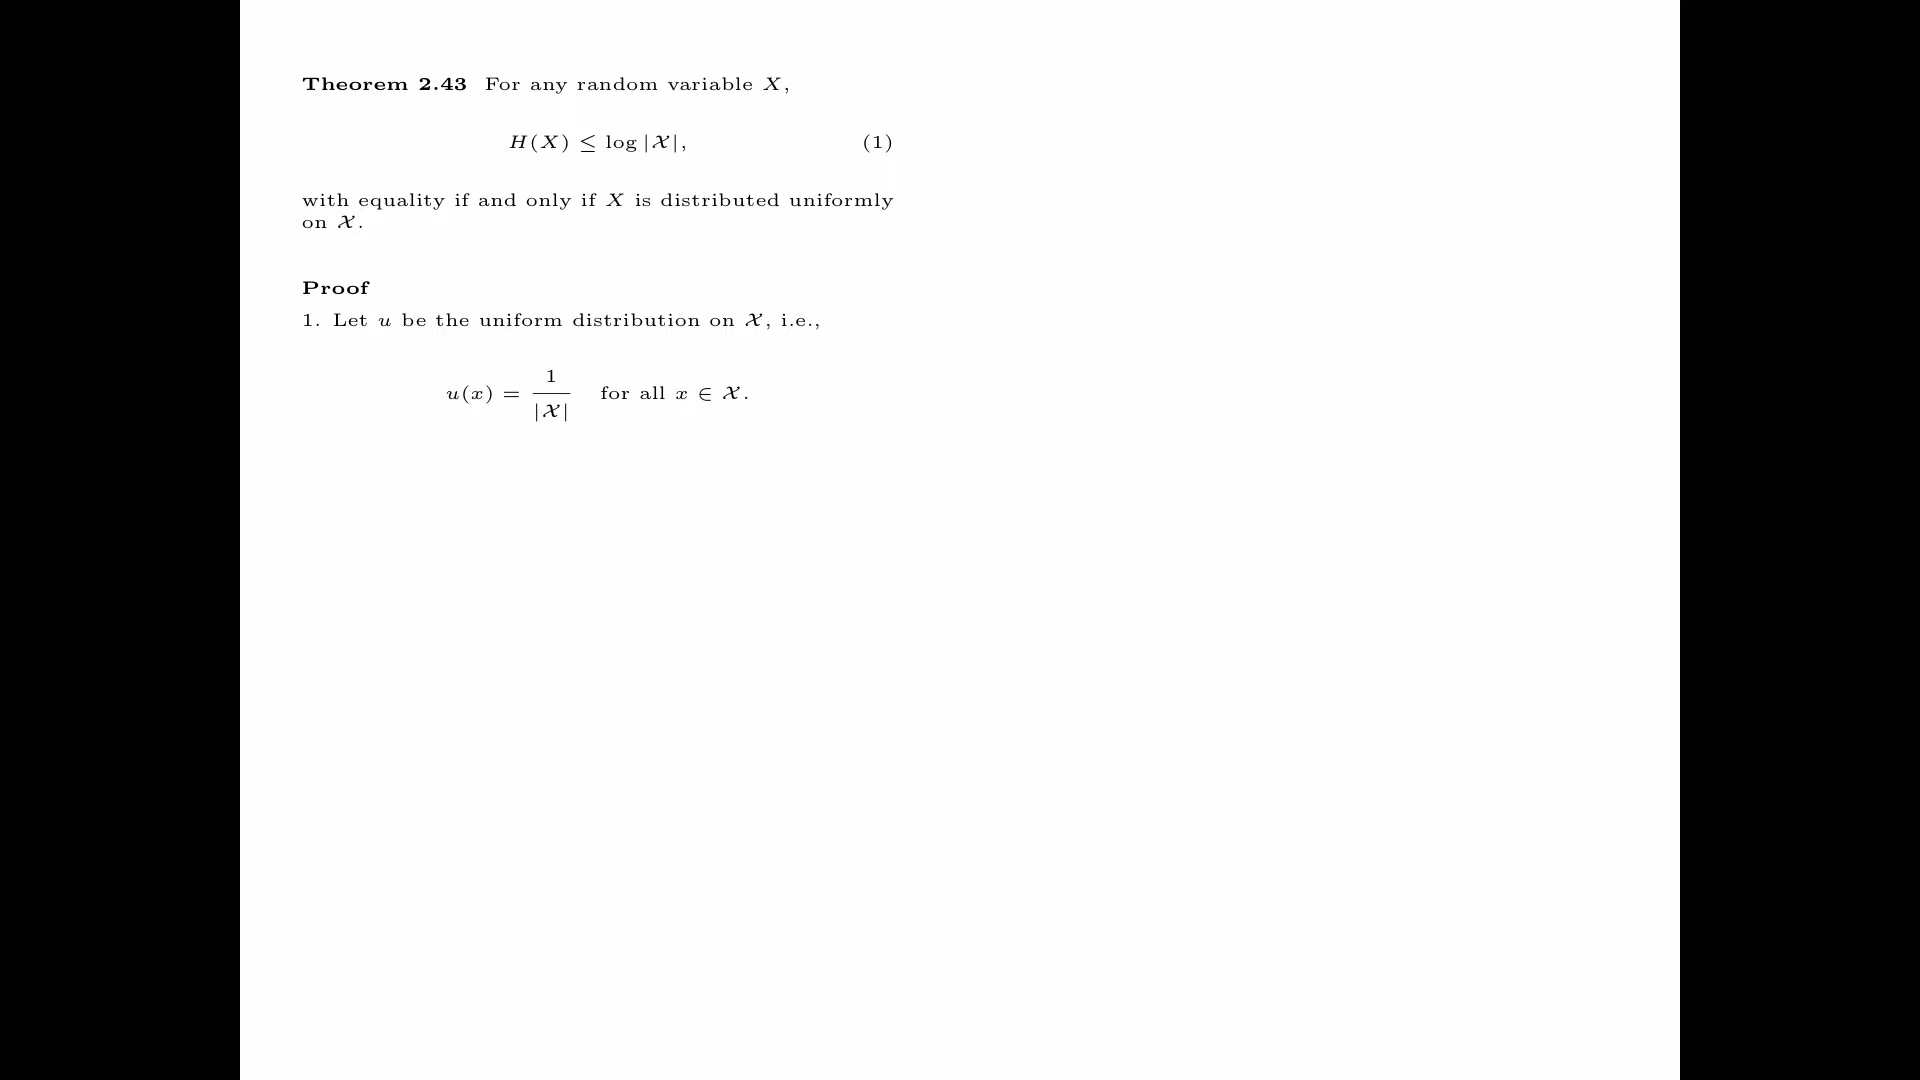 Theorem 2.43 For any random variable X,
H(X) ≤ log |𝒳|, (1)
with equality if and only if X is distributed uniformly
on 𝒳.
Proof
1. Let u be the uniform distribution on 𝒳, i.e.,
u(x) = 1/|𝒳| for all x ∈ 𝒳.